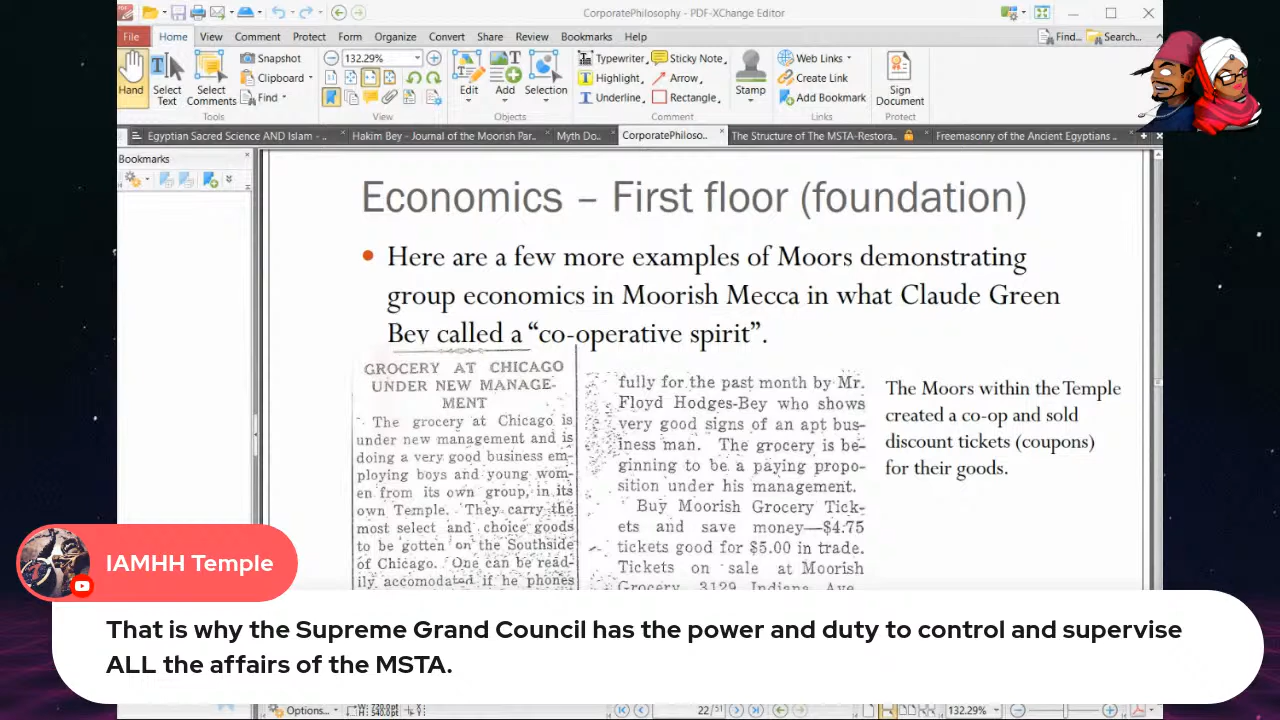 CorporatePhilosophy - PDF-XChange Editor
File Home View Comment Protect Form Organize Convert Share Review Bookmarks Help Find... Search...
Hand
Select Text
Select Comments
Snapshot
Clipboard
Find
Tools
132.29%
View
Edit
Add
Selection
Objects
Typewriter
Highlight
Underline
Sticky Note
Arrow
Rectangle
Stamp
Comment
Web Links
Create Link
Add Bookmark
Links
Sign Document
Protection
Egyptian Sacred Science AND Islam - .. Hakim Bey - Journal of the Moorish Par.. Myth Do.. CorporatePhiloso.. The Structure of The MSTA-Restora.. Freemasonry of the Ancient Egyptians
Bookmarks
Economics – First floor (foundation)
Here are a few more examples of Moors demonstrating
group economics in Moorish Mecca in what Claude Green
Bey called a “co-operative spirit”.
GROCERY AT CHICAGO
UNDER NEW MANAGE-
MENT
The grocery at Chicago is
under new management and is
doing a very good business em-
ploying boys and young wom-
en from its own group, in its
own Temple. They carry the
most select and choice goods
to be gotten on the Southside
of Chicago. One can be read-
ily accomodated if he phones
fully for the past month by Mr.
Floyd Hodges-Bey who shows
very good signs of an apt bus-
iness man. The grocery is be-
ginning to be a paying propo-
sition under his management.
Buy Moorish Grocery Tick-
ets and save money—$4.75
tickets good for $5.00 in trade.
Tickets on sale at Moorish
Grocery 3129 Indiana Ave.
The Moors within the Temple
created a co-op and sold
discount tickets (coupons)
for their goods.
IAMHH Temple
That is why the Supreme Grand Council has the power and duty to control and supervise
ALL the affairs of the MSTA.
Options... 22/51 132.29%